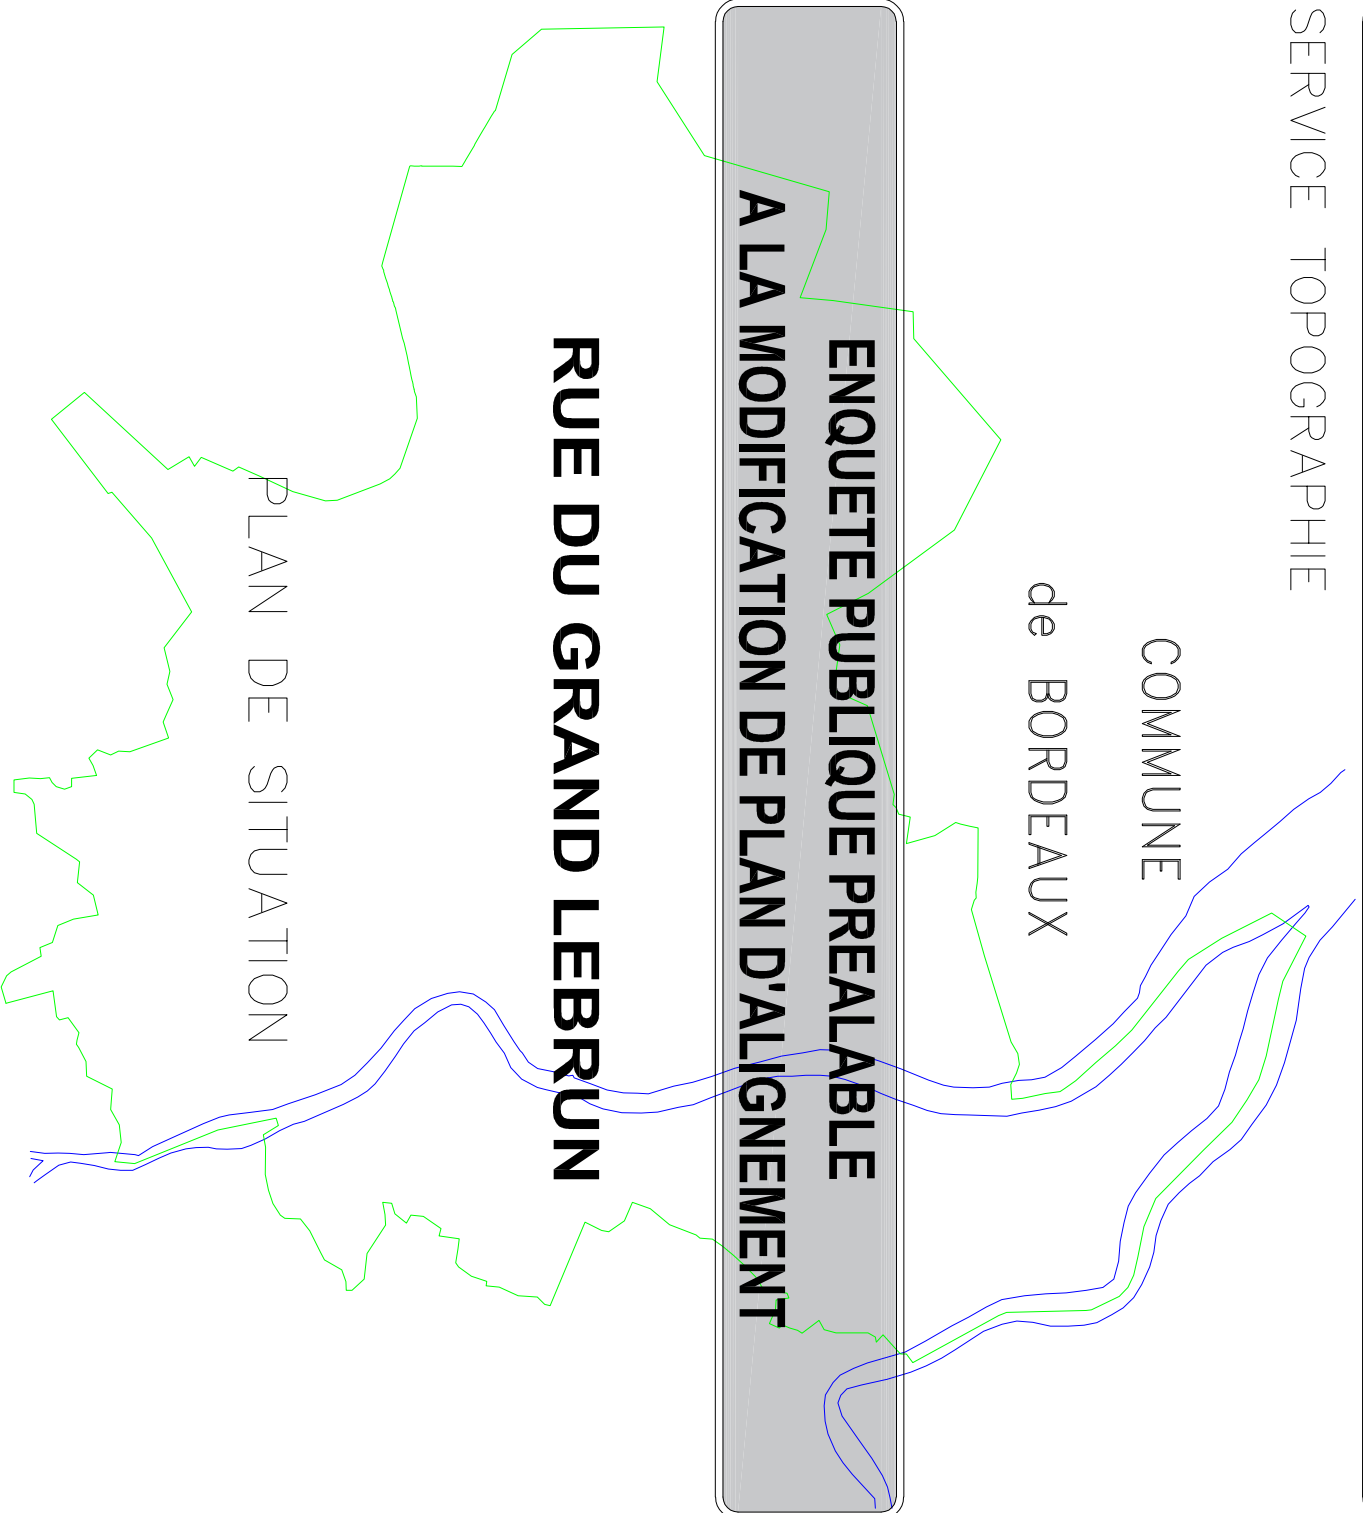 SERVICE TOPOGRAPHIE
COMMUNE
de BORDEAUX
ENQUETE PUBLIQUE PREALABLE
A LA MODIFICATION DE PLAN D'ALIGNEMENT
RUE DU GRAND LEBRUN
PLAN DE SITUATION